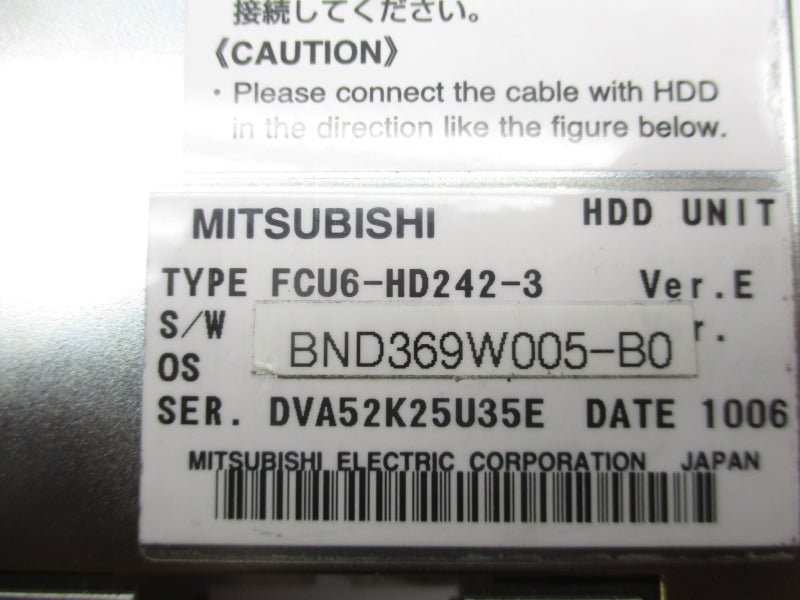 接続してください。
《CAUTION》
・Please connect the cable with HDD
in the direction like the figure below.
MITSUBISHI HDD UNIT
TYPE FCU6-HD242-3 Ver.E
S/W r.
BND369W005-B0
OS
SER. DVA52K25U35E DATE 1006
MITSUBISHI ELECTRIC CORPORATION JAPAN